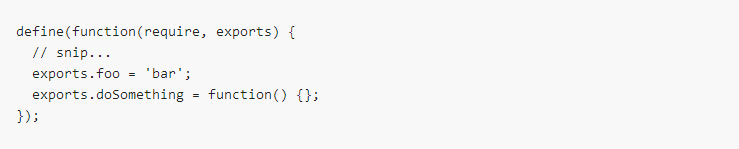 define(function(require, exports) {
  // snip...
  exports.foo = 'bar';
  exports.doSomething = function() {};
});